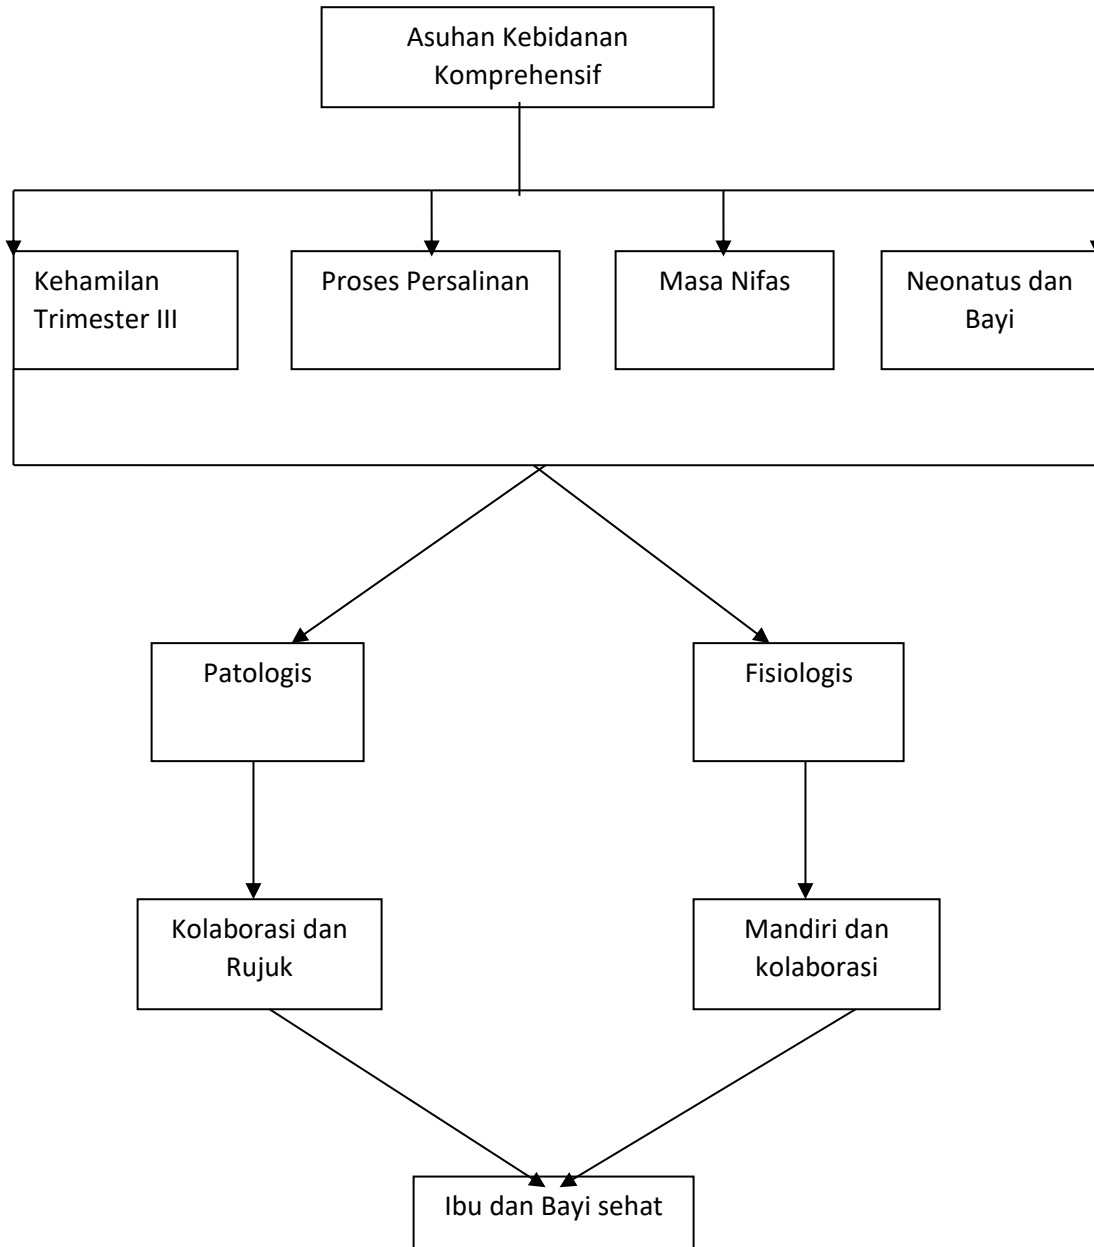 Asuhan Kebidanan
Komprehensif
Kehamilan
Trimester III
Proses Persalinan
Masa Nifas
Neonatus dan
Bayi
Patologis
Fisiologis
Kolaborasi dan
Rujuk
Mandiri dan
kolaborasi
Ibu dan Bayi sehat